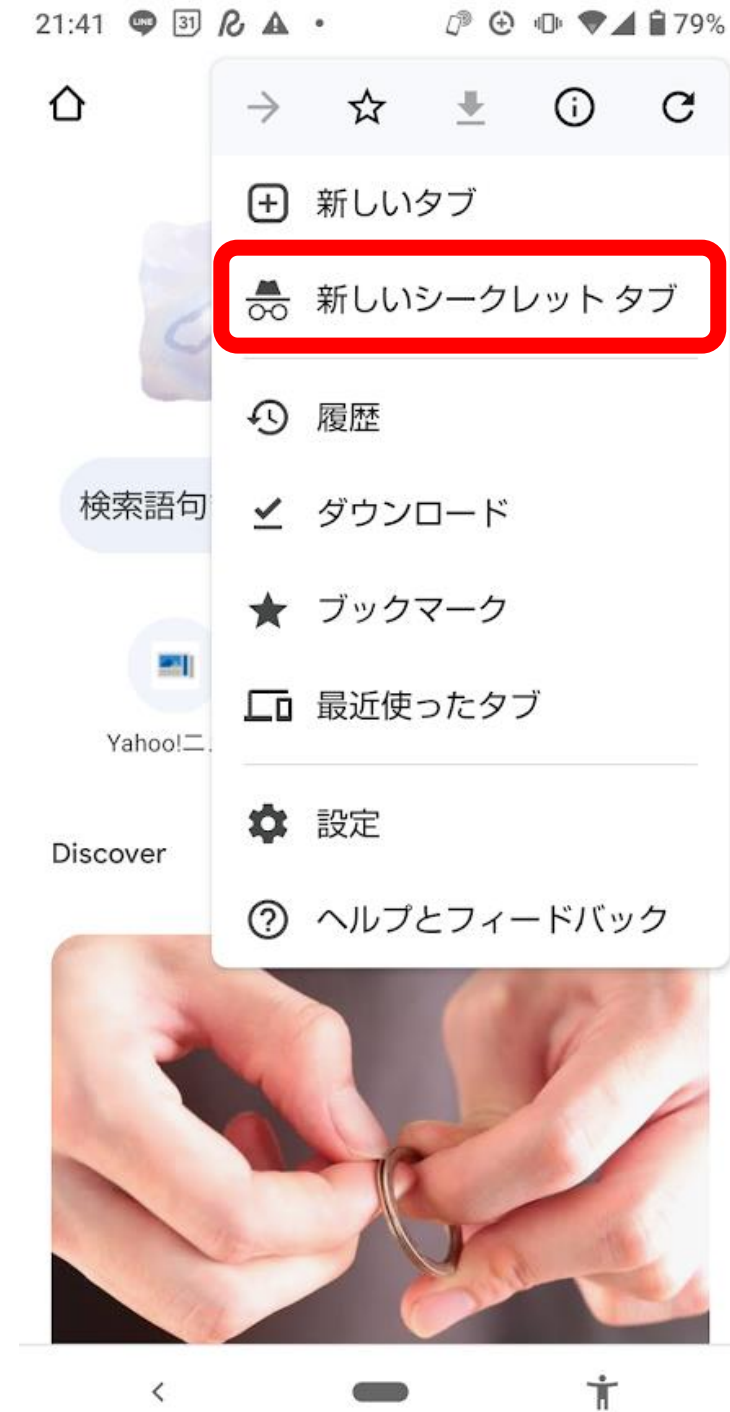 21:41
LINE
31
79%
新しいタブ
新しいシークレット タブ
履歴
検索語句
ダウンロード
ブックマーク
最近使ったタブ
Yahoo!ニ
設定
Discover
ヘルプとフィードバック